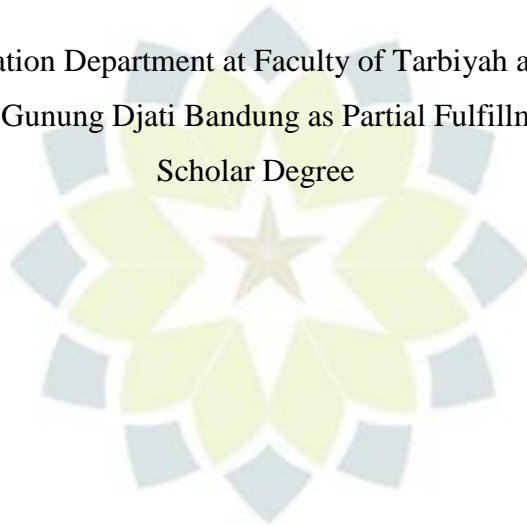 ation Department at Faculty of Tarbiyah a
Gunung Djati Bandung as Partial Fulfilln
Scholar Degree